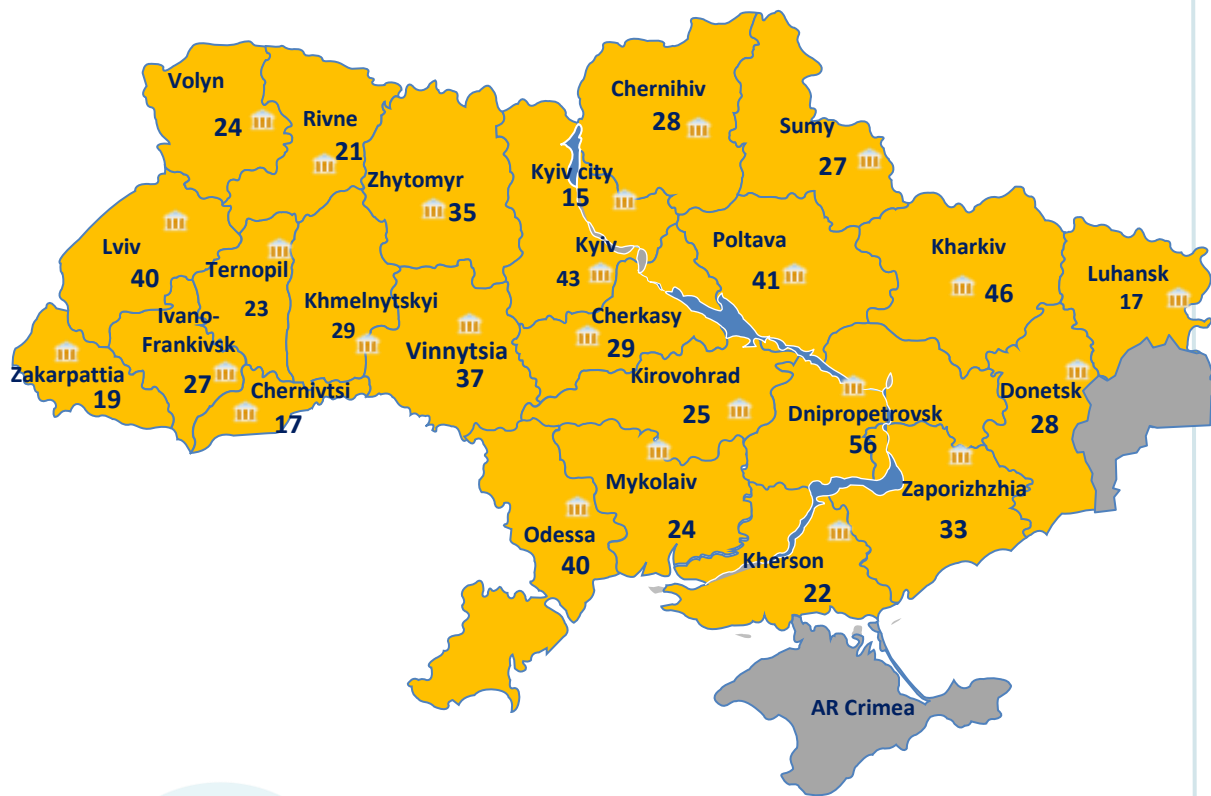 Volyn
24
Rivne
21
Zhytomyr
35
Kyiv city
15
Chernihiv
28
Sumy
27
Lviv
40
Ternopil
23
Khmelnytskyi
29
Kyiv
43
Poltava
41
Kharkiv
46
Luhansk
17
Ivano-
Frankivsk
27
Zakarpattia
19
Chernivtsi
17
Vinnytsia
37
Cherkasy
29
Kirovohrad
25
Dnipropetrovsk
56
Donetsk
28
Zaporizhzhia
33
Mykolaiv
24
Odessa
40
Kherson
22
AR Crimea